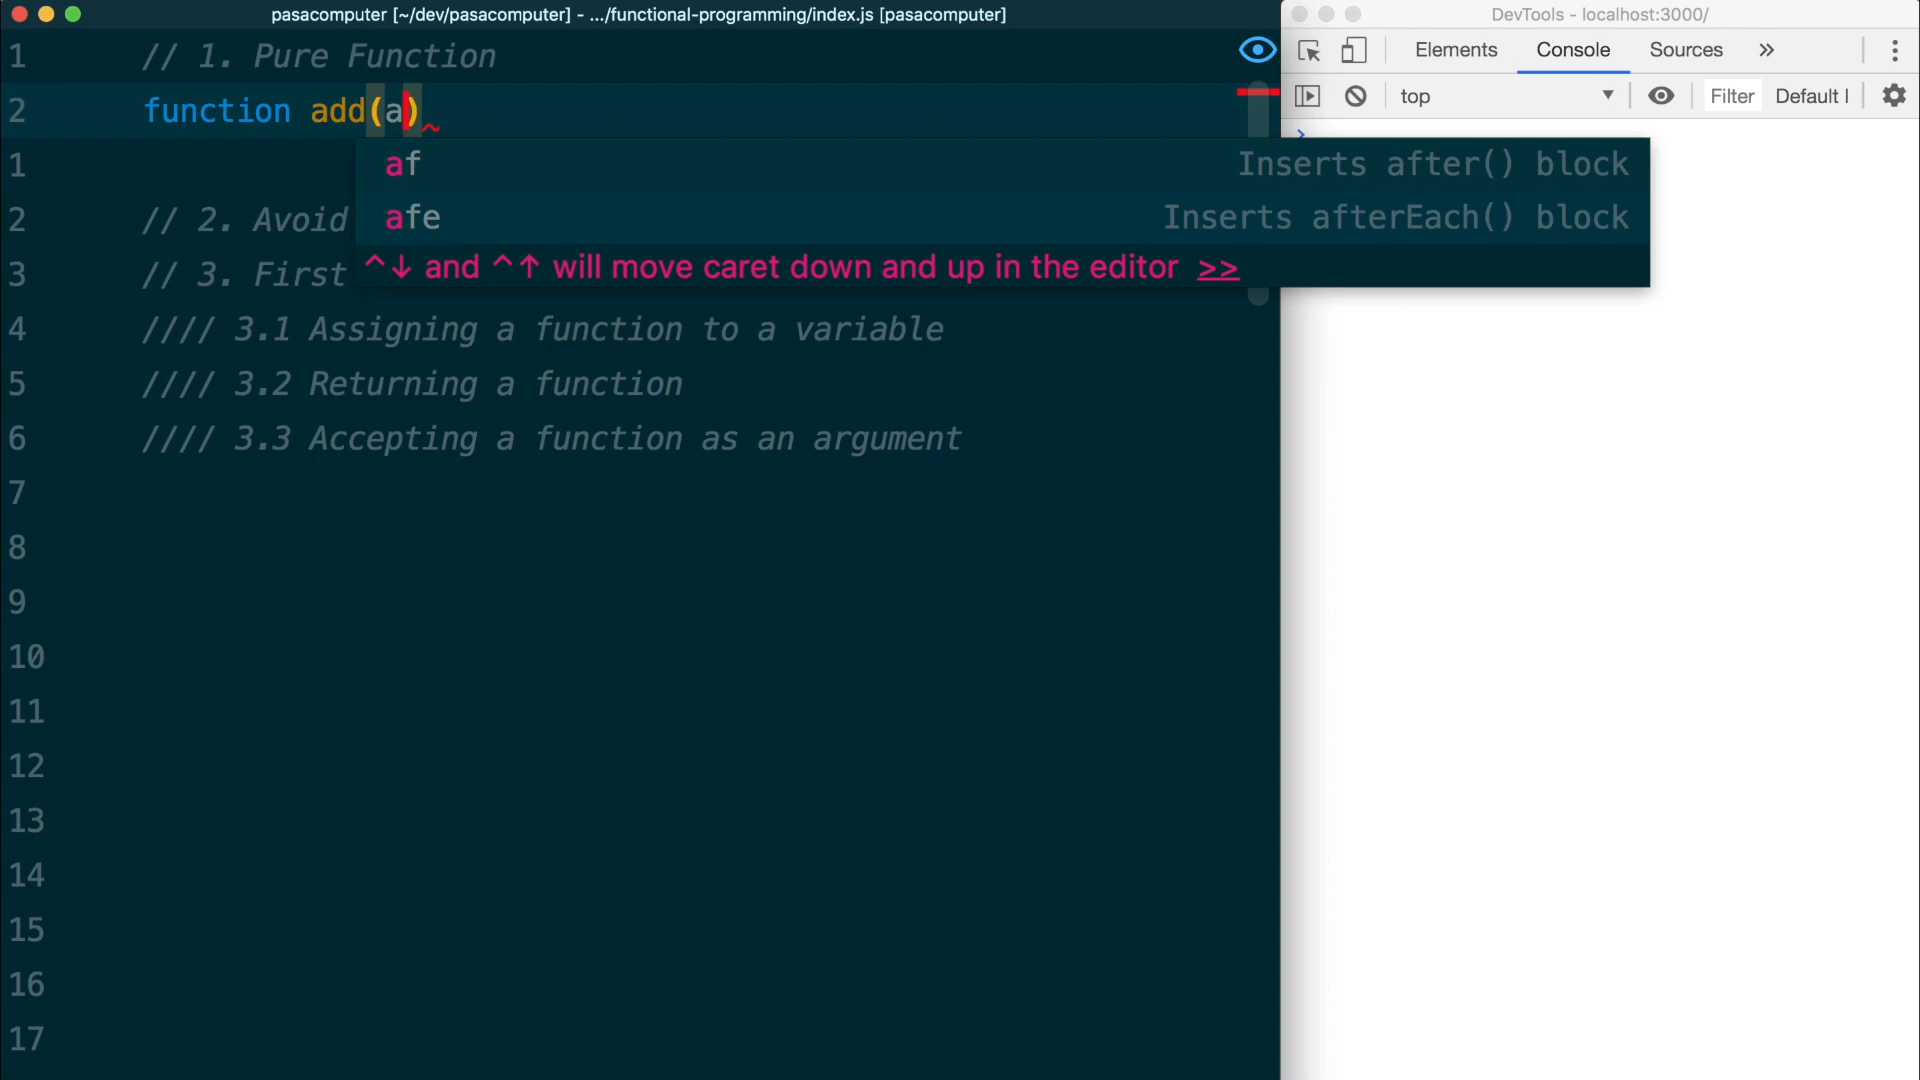 pasacomputer [~/dev/pasacomputer] - .../functional-programming/index.js [pasacomputer]
1 // 1. Pure Function
2 function add(a)
af Inserts after() block
afe Inserts afterEach() block
^↓ and ^↑ will move caret down and up in the editor >>
1
2 // 2. Avoid
3 // 3. First
4 //// 3.1 Assigning a function to a variable
5 //// 3.2 Returning a function
6 //// 3.3 Accepting a function as an argument
7
8
9
10
11
12
13
14
15
16
17
DevTools - localhost:3000/
Elements Console Sources »
top ▼ Filter Default l
>